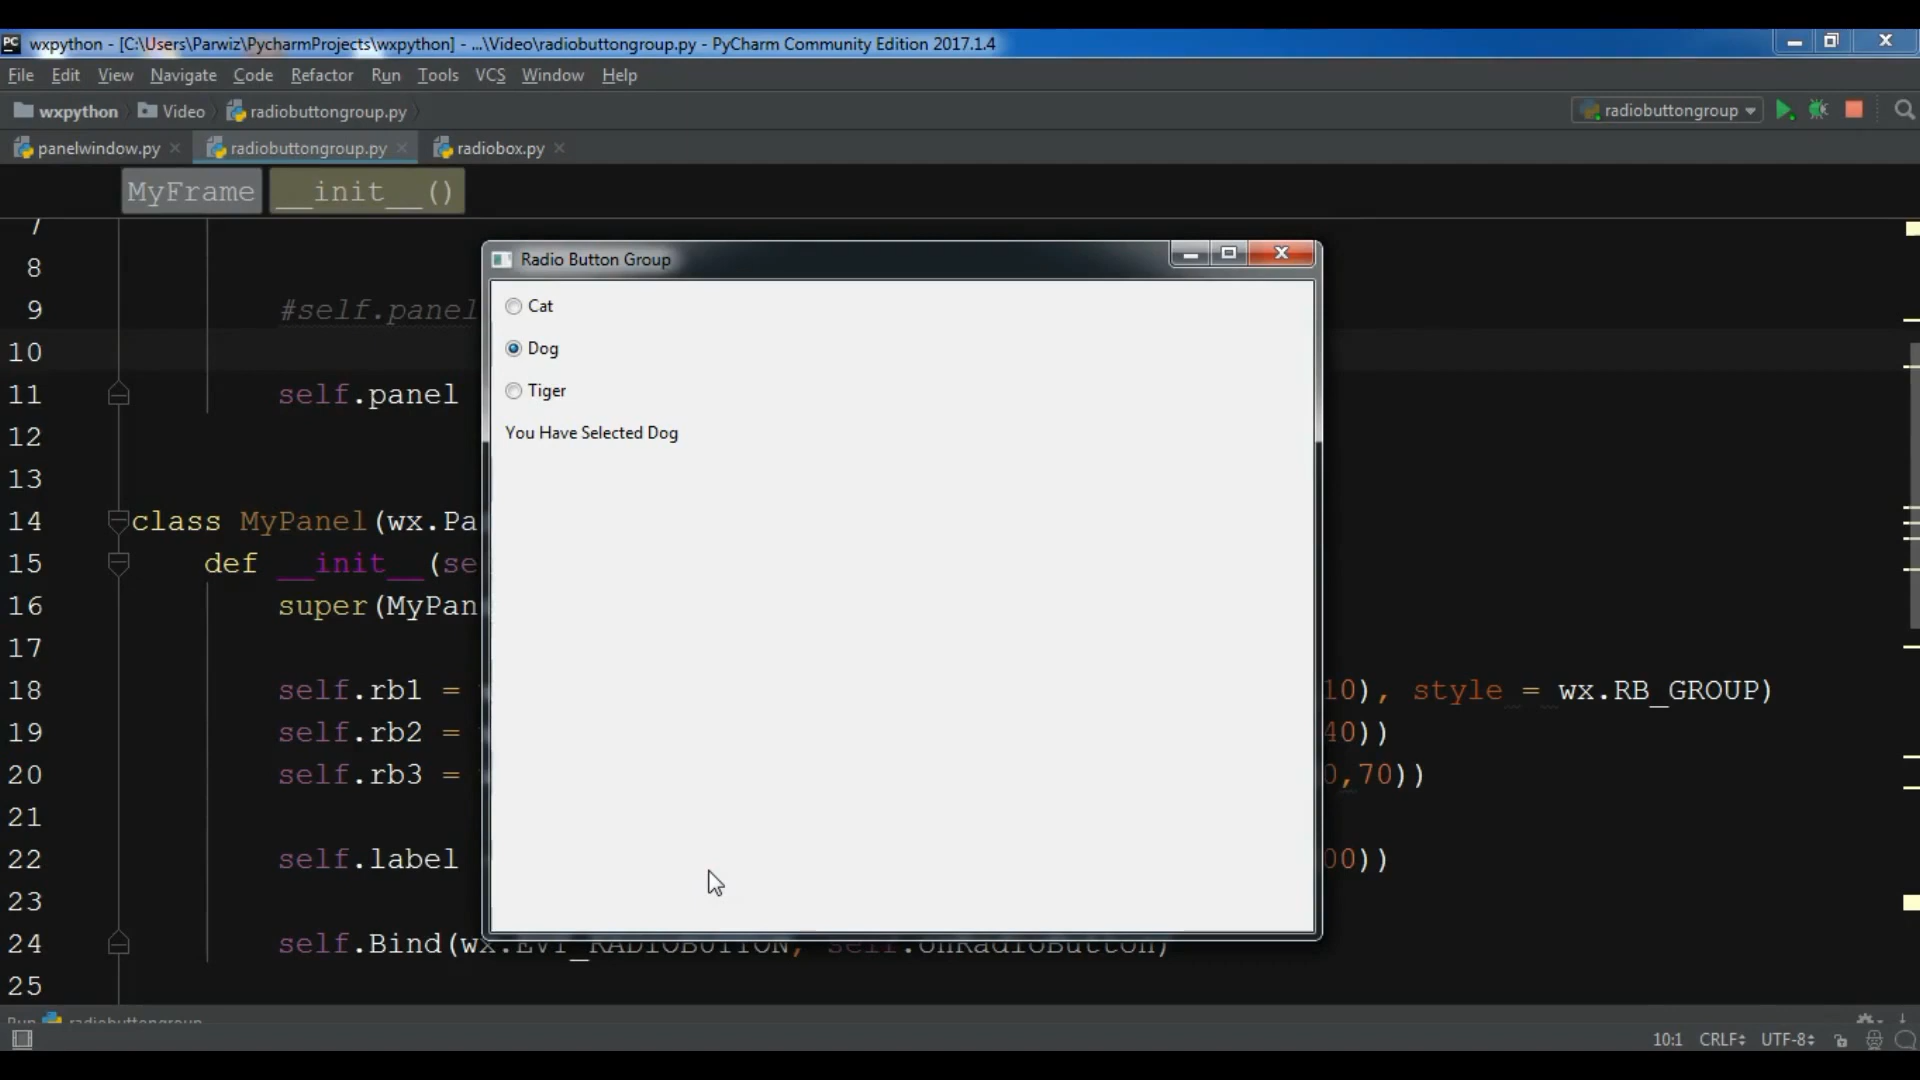 PC wxpython - [C:\Users\Parwiz\PycharmProjects\wxpython] - ...\Video\radiobuttongroup.py - PyCharm Community Edition 2017.1.4
File Edit View Navigate Code Refactor Run Tools VCS Window Help
wxpython Video radiobuttongroup.py radiobuttongroup
panelwindow.py radiobuttongroup.py radiobox.py
MyFrame __init__()
7
8
9 #self.panel
10
11 self.panel
12
13
14 class MyPanel(wx.Pa
15 def __init__(se
16 super(MyPan
17
18 self.rb1 = 10), style = wx.RB_GROUP)
19 self.rb2 = 40))
20 self.rb3 = 0,70))
21
22 self.label 00))
23
24 self.Bind(wx.EVT_RADIOBUTTON, self.onRadioButton)
25
Radio Button Group
Cat
Dog
Tiger
You Have Selected Dog
Run radiobuttongroup
10:1 CRLF UTF-8